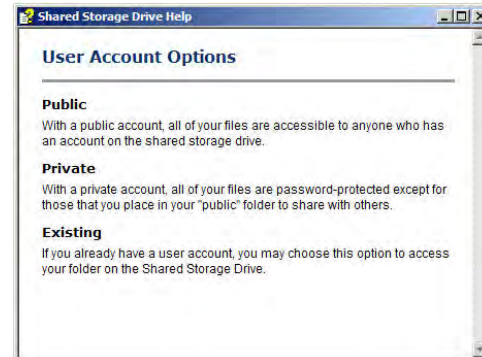 Shared Storage Drive Help
User Account Options
Public
With a public account, all of your files are accessible to anyone who has
an account on the shared storage drive.
Private
With a private account, all of your files are password-protected except for
those that you place in your "public" folder to share with others.
Existing
If you already have a user account, you may choose this option to access
your folder on the Shared Storage Drive.